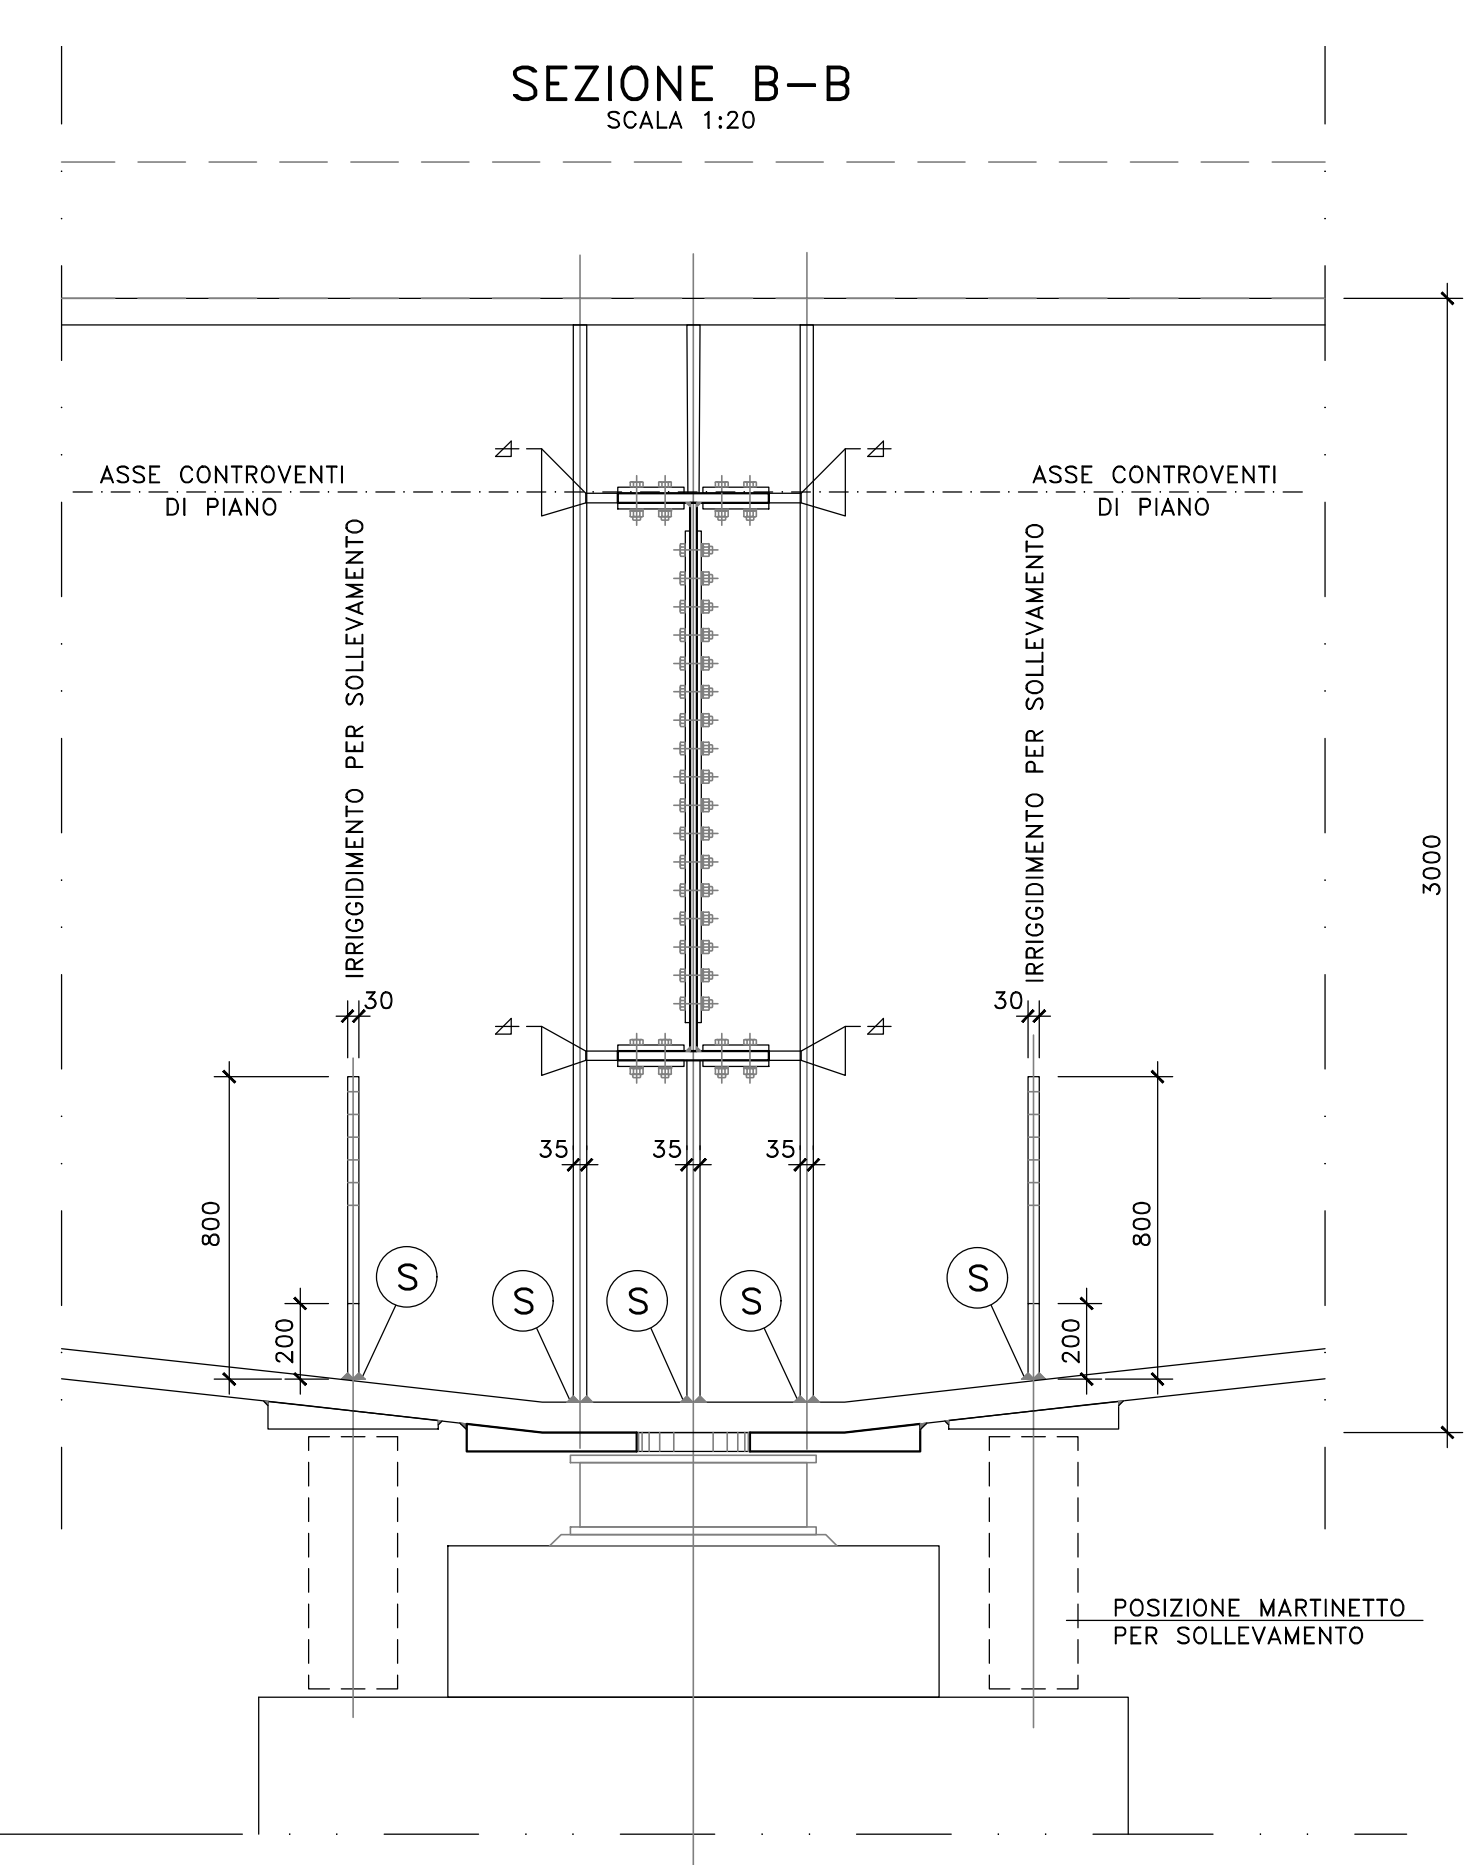 SEZIONE B-B
SCALA 1:20
ASSE CONTROVENTI
DI PIANO
ASSE CONTROVENTI
DI PIANO
IRRIGGIDIMENTO PER SOLLEVAMENTO
IRRIGGIDIMENTO PER SOLLEVAMENTO
3000
30
30
35
35
35
800
800
S
S
S
S
S
200
200
POSIZIONE MARTINETTO
PER SOLLEVAMENTO